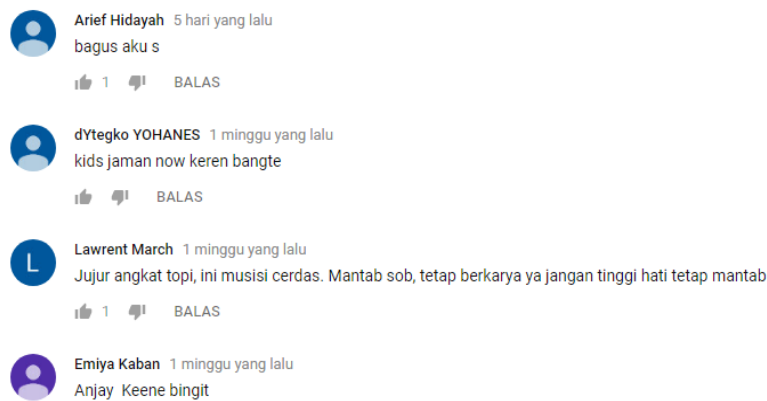 Arief Hidayah 5 hari yang lalu
bagus aku s
1 BALAS
dYtegko YOHANES 1 minggu yang lalu
kids jaman now keren bangte
BALAS
L
Lawrent March 1 minggu yang lalu
Jujur angkat topi, ini musisi cerdas. Mantab sob, tetap berkarya ya jangan tinggi hati tetap mantab
1 BALAS
Emiya Kaban 1 minggu yang lalu
Anjay Keene bingit